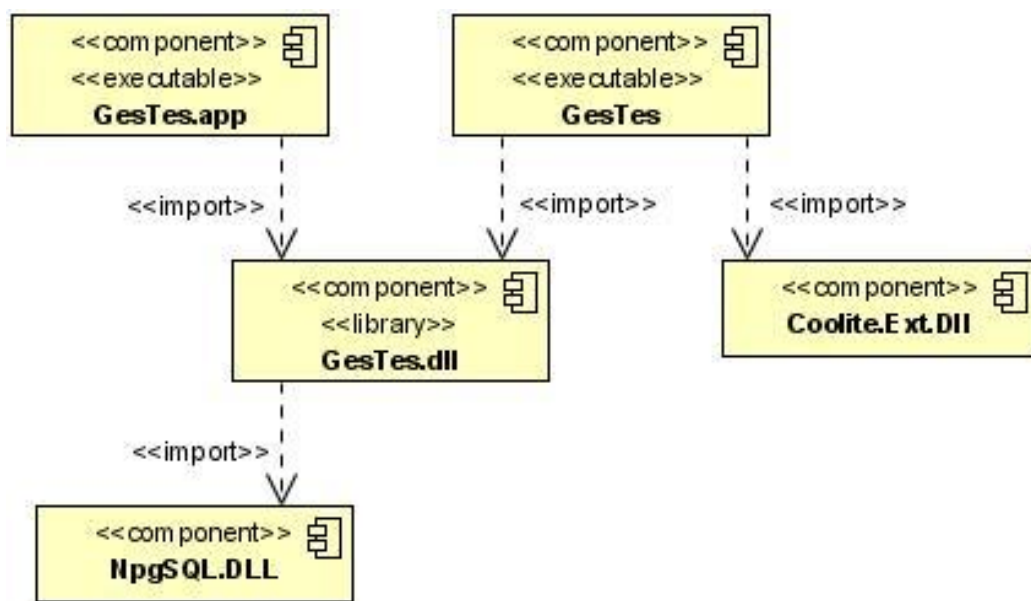 <<component>>
<<executable>>
GesTes.app
<<component>>
<<executable>>
GesTes
<<import>>
<<import>>
<<import>>
<<component>>
<<library>>
GesTes.dll
<<component>>
Coolite.Ext.Dll
<<import>>
<<component>>
NpgSQL.DLL